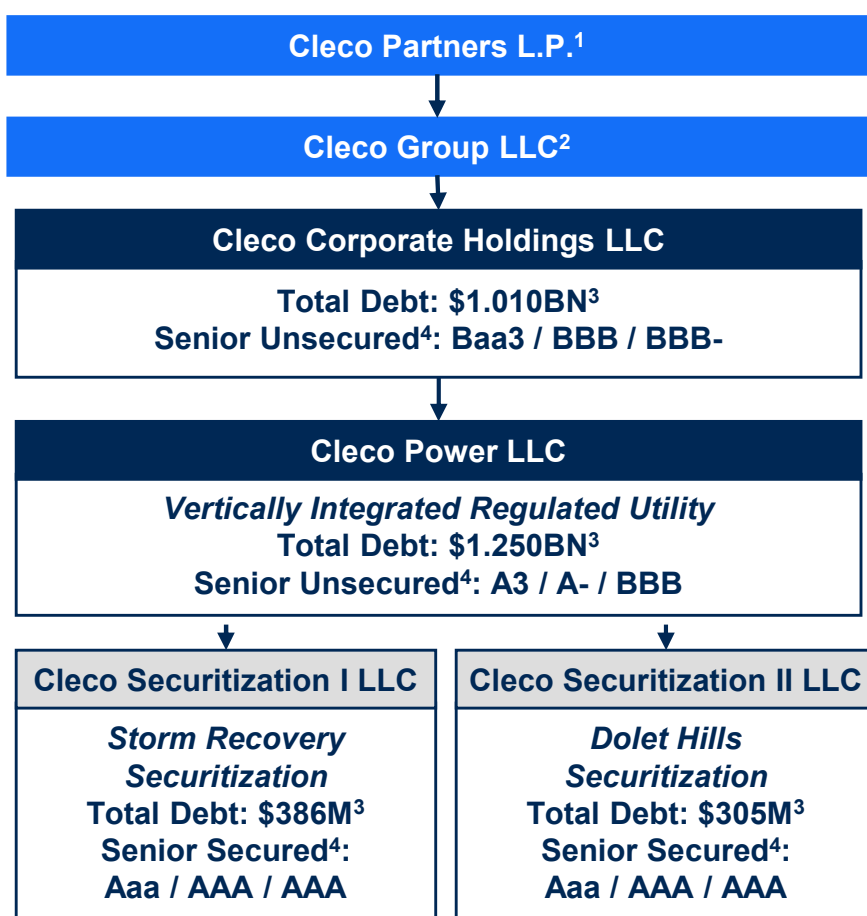 Cleco Partners L.P.¹
Cleco Group LLC²
Cleco Corporate Holdings LLC
Total Debt: $1.010BN³
Senior Unsecured⁴: Baa3 / BBB / BBB-
Cleco Power LLC
Vertically Integrated Regulated Utility
Total Debt: $1.250BN³
Senior Unsecured⁴: A3 / A- / BBB
Cleco Securitization I LLC
Storm Recovery
Securitization
Total Debt: $386M³
Senior Secured⁴:
Aaa / AAA / AAA
Cleco Securitization II LLC
Dolet Hills
Securitization
Total Debt: $305M³
Senior Secured⁴:
Aaa / AAA / AAA